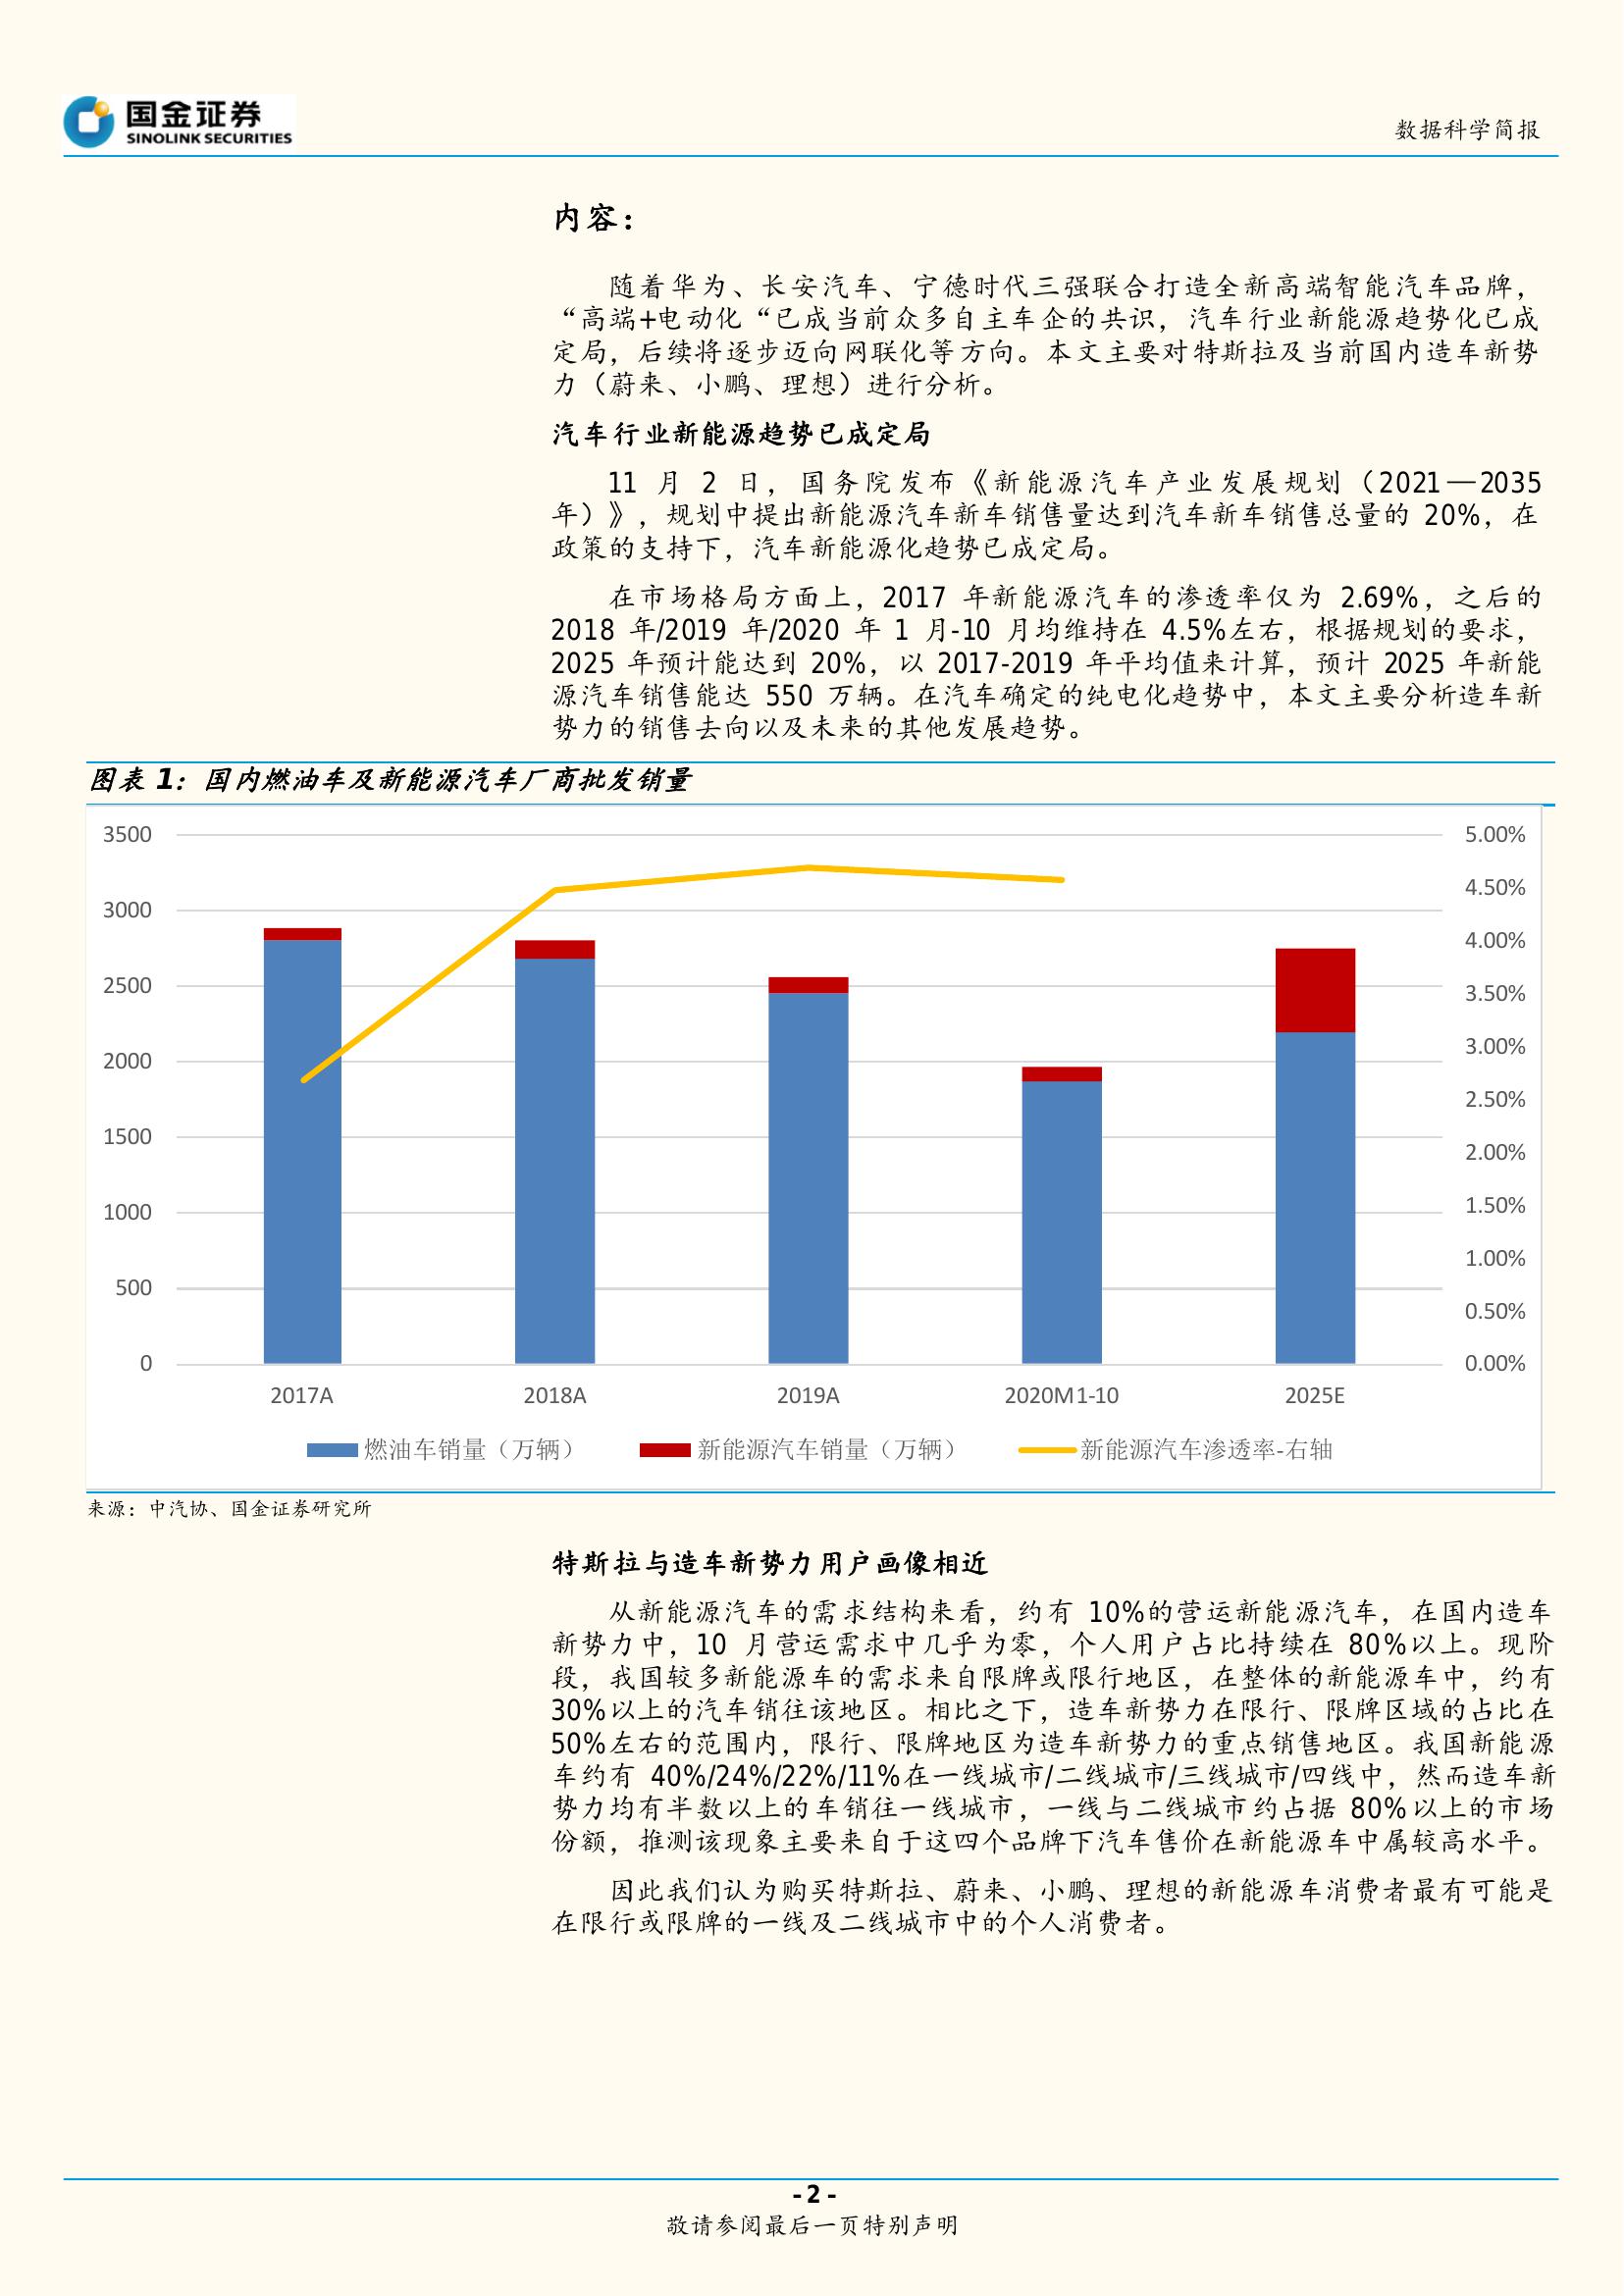 国金证券
SINOLINK SECURITIES
数据科学简报
内容：
随着华为、长安汽车、宁德时代三强联合打造全新高端智能汽车品牌，
“高端+电动化“已成当前众多自主车企的共识，汽车行业新能源趋势化已成
定局，后续将逐步迈向网联化等方向。本文主要对特斯拉及当前国内造车新势
力（蔚来、小鹏、理想）进行分析。
汽车行业新能源趋势已成定局
11 月 2 日，国务院发布《新能源汽车产业发展规划（2021—2035
年）》，规划中提出新能源汽车新车销售量达到汽车新车销售总量的 20%，在
政策的支持下，汽车新能源化趋势已成定局。
在市场格局方面上，2017 年新能源汽车的渗透率仅为 2.69%，之后的
2018 年/2019 年/2020 年 1 月-10 月均维持在 4.5%左右，根据规划的要求，
2025 年预计能达到 20%，以 2017-2019 年平均值来计算，预计 2025 年新能
源汽车销售能达 550 万辆。在汽车确定的纯电化趋势中，本文主要分析造车新
势力的销售去向以及未来的其他发展趋势。
图表 1：国内燃油车及新能源汽车厂商批发销量
3500 5.00%
4.50%
3000
4.00%
2500 3.50%
2000 3.00%
2.50%
1500
2.00%
1000 1.50%
1.00%
500
0.50%
0 0.00%
2017A 2018A 2019A 2020M1-10 2025E
燃油车销量（万辆） 新能源汽车销量（万辆） 新能源汽车渗透率-右轴
来源：中汽协、国金证券研究所
特斯拉与造车新势力用户画像相近
从新能源汽车的需求结构来看，约有 10%的营运新能源汽车，在国内造车
新势力中，10 月营运需求中几乎为零，个人用户占比持续在 80%以上。现阶
段，我国较多新能源车的需求来自限牌或限行地区，在整体的新能源车中，约有
30%以上的汽车销往该地区。相比之下，造车新势力在限行、限牌区域的占比在
50%左右的范围内，限行、限牌地区为造车新势力的重点销售地区。我国新能源
车约有 40%/24%/22%/11%在一线城市/二线城市/三线城市/四线中，然而造车新
势力均有半数以上的车销往一线城市，一线与二线城市约占据 80%以上的市场
份额，推测该现象主要来自于这四个品牌下汽车售价在新能源车中属较高水平。
因此我们认为购买特斯拉、蔚来、小鹏、理想的新能源车消费者最有可能是
在限行或限牌的一线及二线城市中的个人消费者。
- 2 -
敬请参阅最后一页特别声明